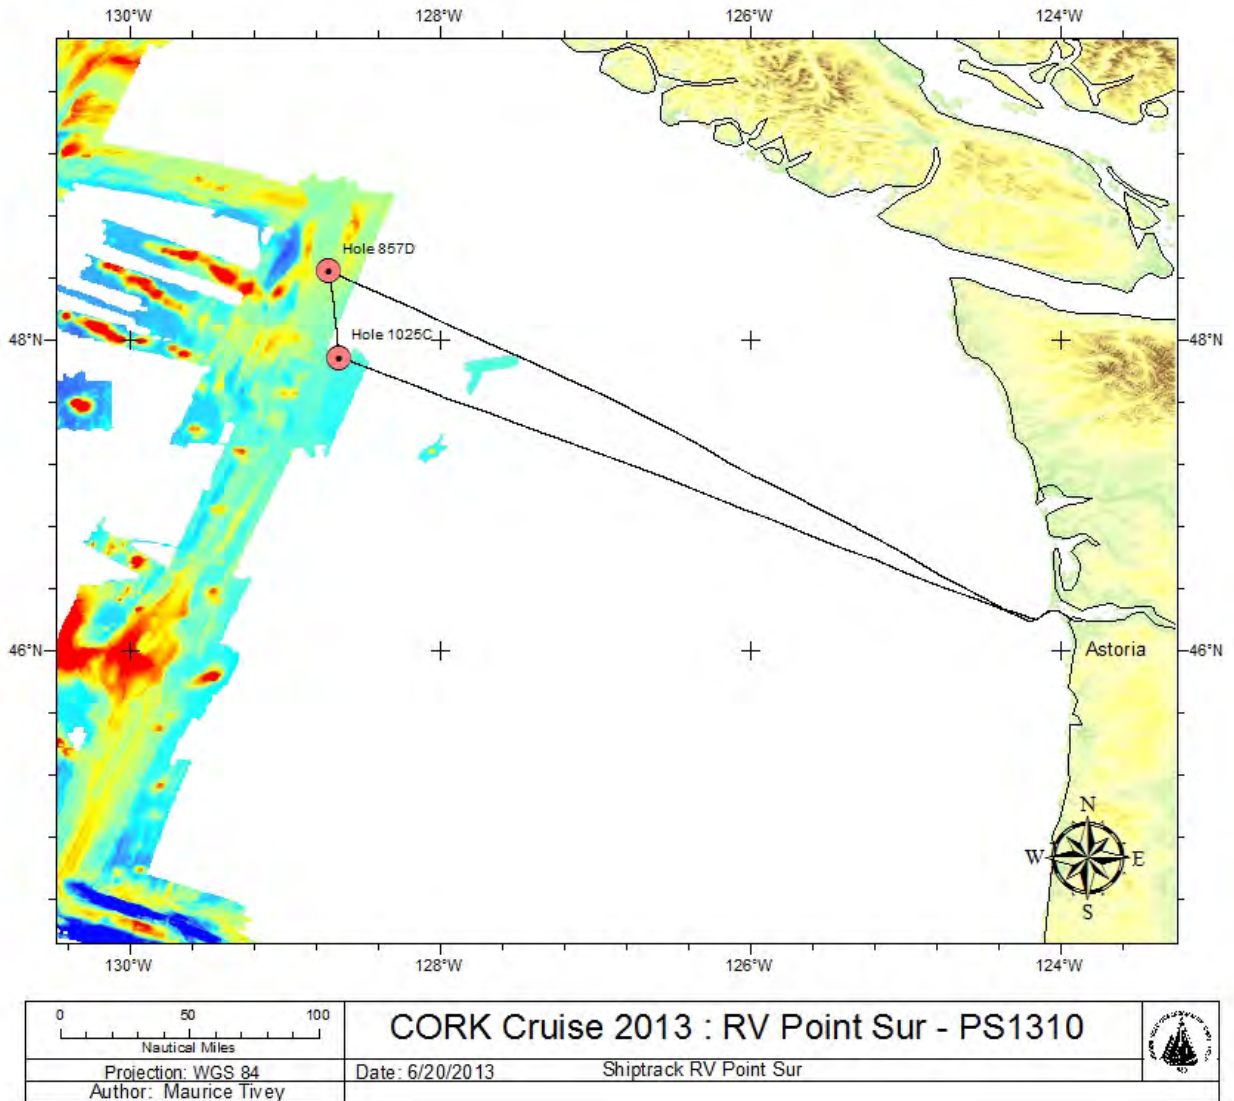 130°W 128°W 126°W 124°W
Hole 857D
Hole 1025C
48°N 48°N
46°N 46°N
Astoria
N
W E
S
130°W 128°W 126°W 124°W
0 50 100
Nautical Miles
CORK Cruise 2013 : RV Point Sur - PS1310
Projection: WGS 84
Date: 6/20/2013
Shiptrack RV Point Sur
Author: Maurice Tivey